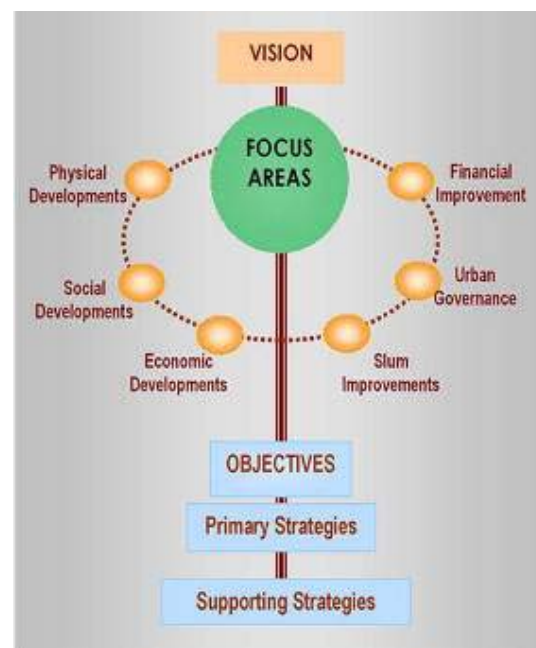 VISION
FOCUS
AREAS
Physical
Developments
Financial
Improvement
Social
Developments
Urban
Governance
Economic
Developments
Slum
Improvements
OBJECTIVES
Primary Strategies
Supporting Strategies